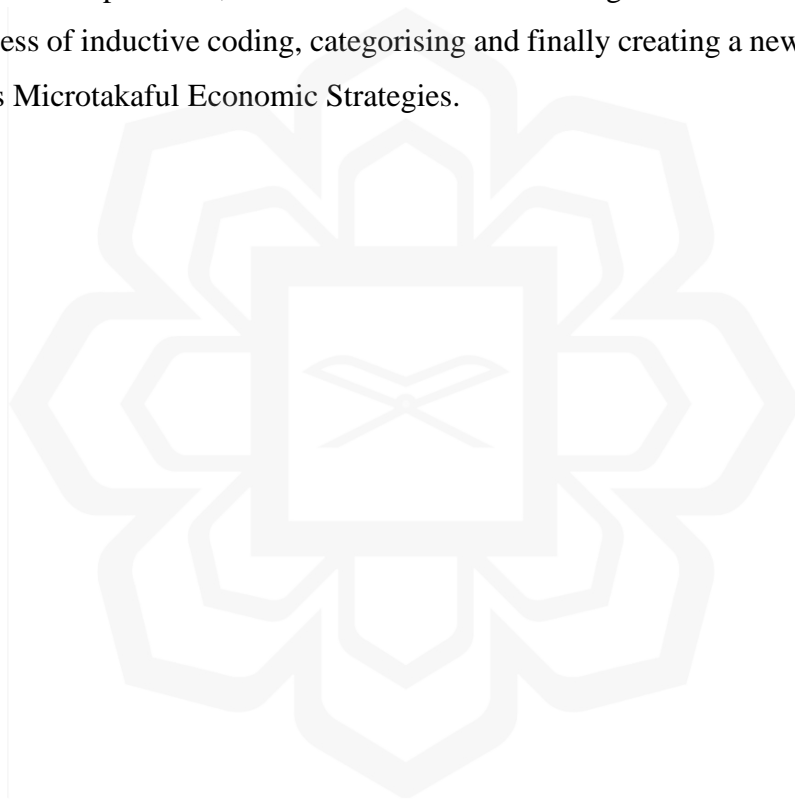 ess of inductive coding, categorising and finally creating a new
s Microtakaful Economic Strategies.